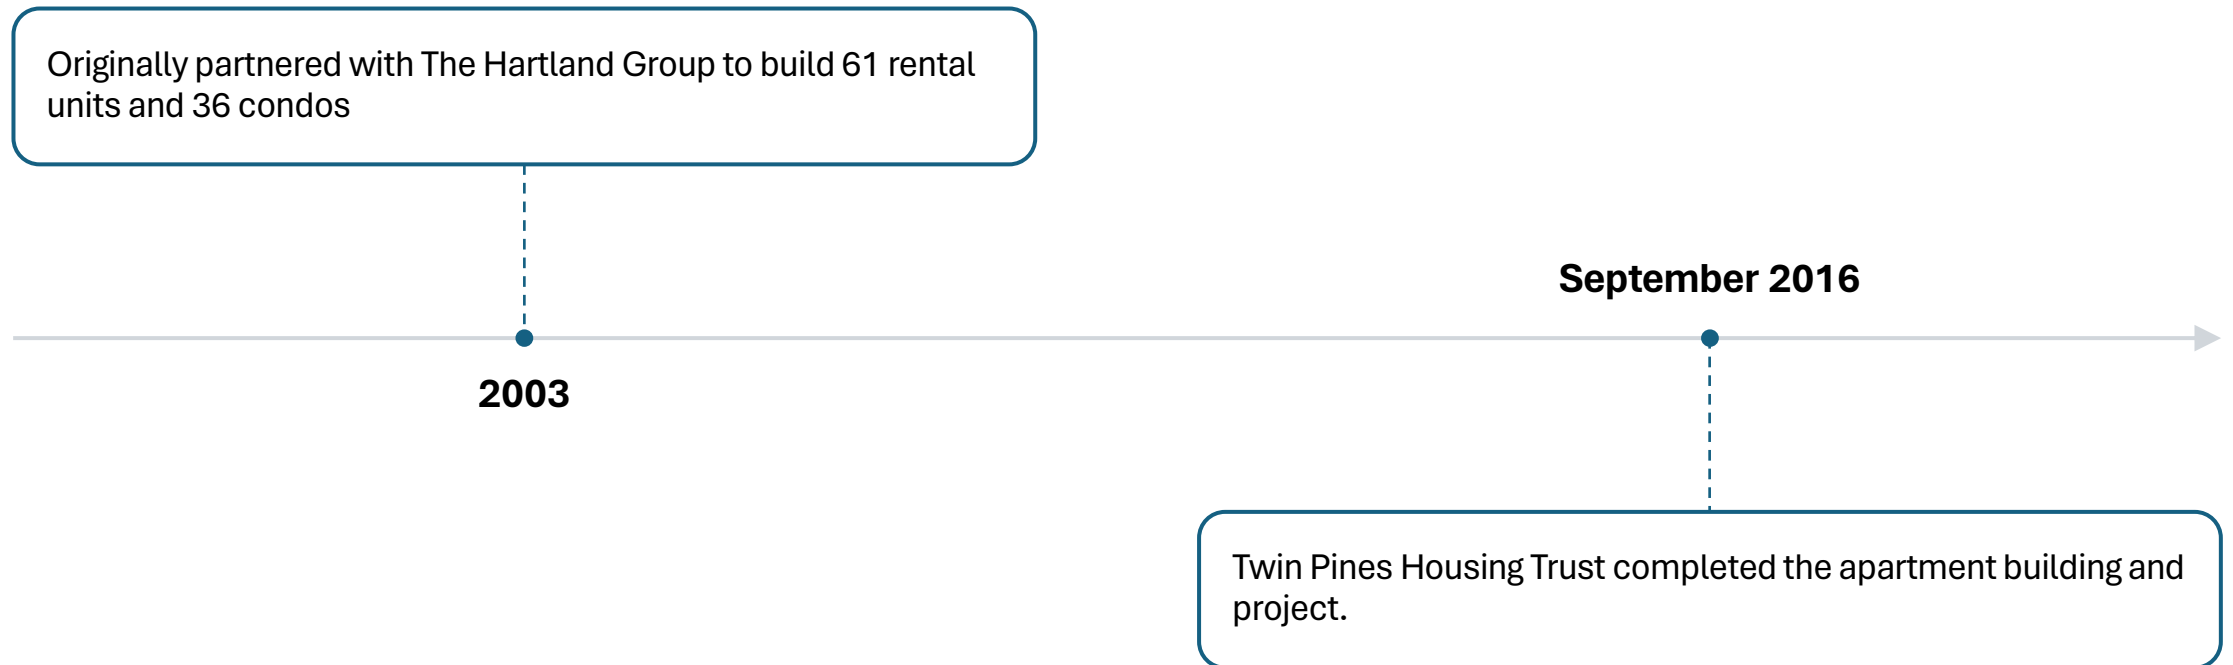 Originally partnered with The Hartland Group to build 61 rental
units and 36 condos
September 2016
2003
Twin Pines Housing Trust completed the apartment building and
project.